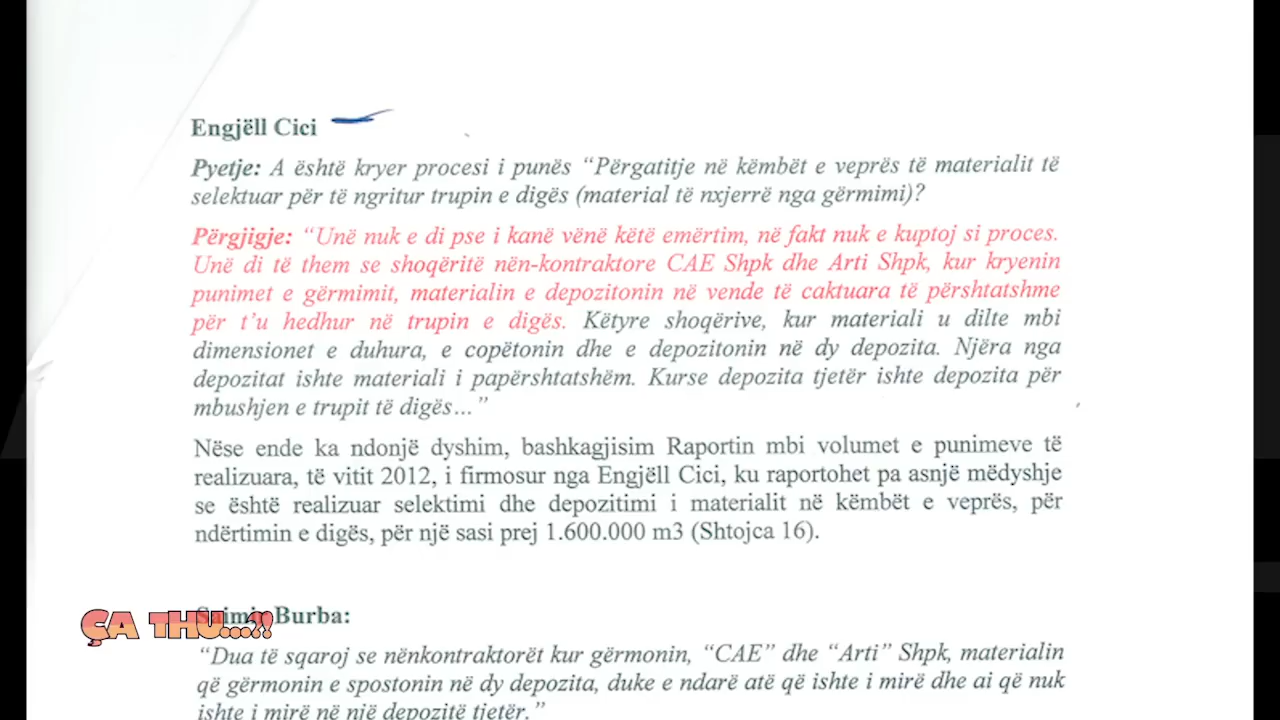 Engjëll Cici
Pyetje: A është kryer procesi i punës “Përgatitje në këmbët e veprës të materialit të
selektuar për të ngritur trupin e digës (material të nxjerrë nga gërmimi)?
Përgjigje: “Unë nuk e di pse i kanë vënë këtë emërtim, në fakt nuk e kuptoj si proces.
Unë di të them se shoqëritë nën-kontraktore CAE Shpk dhe Arti Shpk, kur kryenin
punimet e gërmimit, materialin e depozitonin në vende të caktuara të përshtatshme
për t’u hedhur në trupin e digës. Këtyre shoqërive, kur materiali u dilte mbi
dimensionet e duhura, e copëtonin dhe e depozitonin në dy depozita. Njëra nga
depozitat ishte materiali i papërshtatshëm. Kurse depozita tjetër ishte depozita për
mbushjen e trupit të digës…”
Nëse ende ka ndonjë dyshim, bashkagjisim Raportin mbi volumet e punimeve të
realizuara, të vitit 2012, i firmosur nga Engjëll Cici, ku raportohet pa asnjë mëdyshje
se është realizuar selektimi dhe depozitimi i materialit në këmbët e veprës, për
ndërtimin e digës, për një sasi prej 1.600.000 m3 (Shtojca 16).
Saimir Burba:
ÇA THU...?!
“Dua të sqaroj se nënkontraktorët kur gërmonin, “CAE” dhe “Arti” Shpk, materialin
që gërmonin e spostonin në dy depozita, duke e ndarë atë që ishte i mirë dhe ai që nuk
ishte i mirë në një depozitë tjetër.”